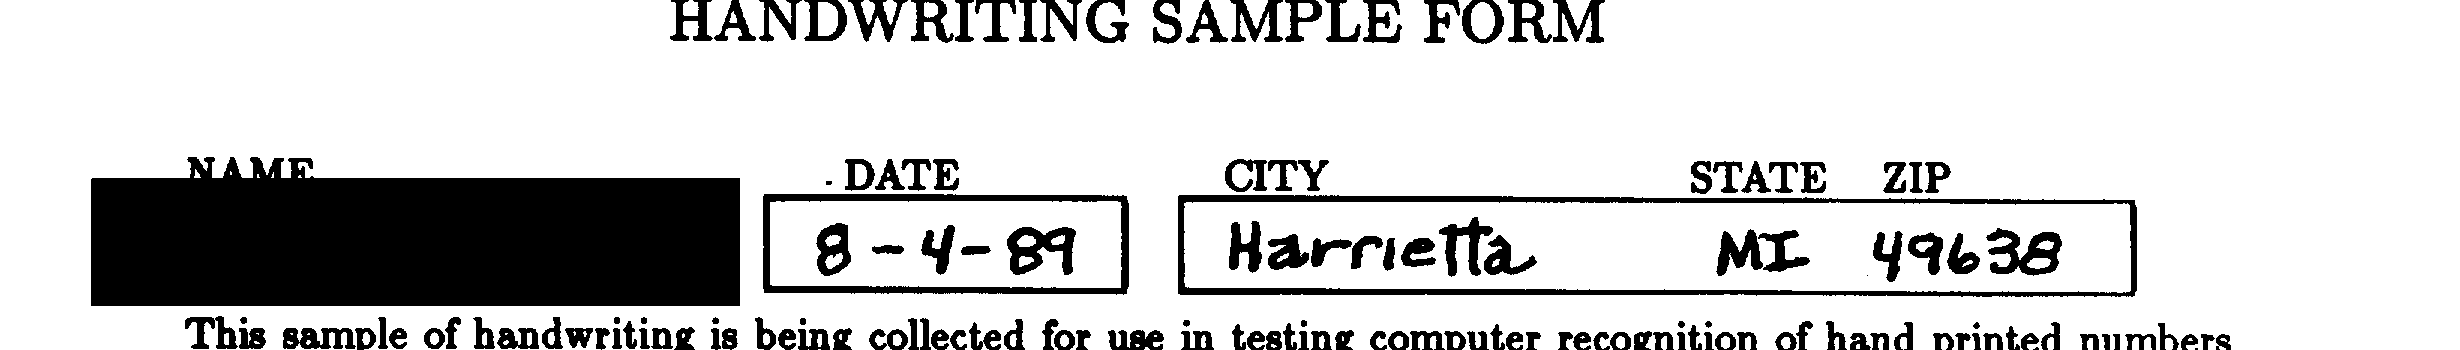 HANDWRITING SAMPLE FORM
NAME DATE CITY STATE ZIP
8-4-89 Harrietta MI 49638
This sample of handwriting is being collected for use in testing computer recognition of hand printed numbers